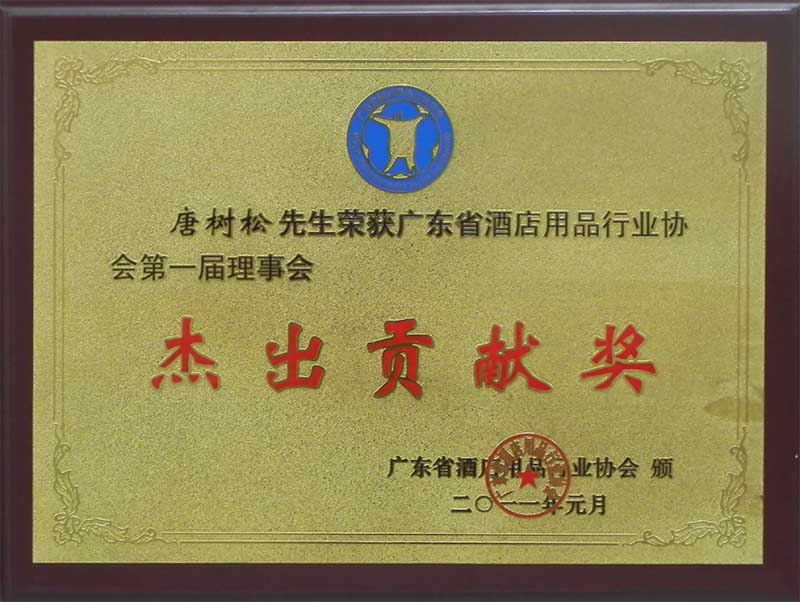 唐树松先生荣获广东省酒店用品行业协
会第一届理事会
杰出贡献奖
广东省酒店用品行业协会 颁
二〇一一年元月